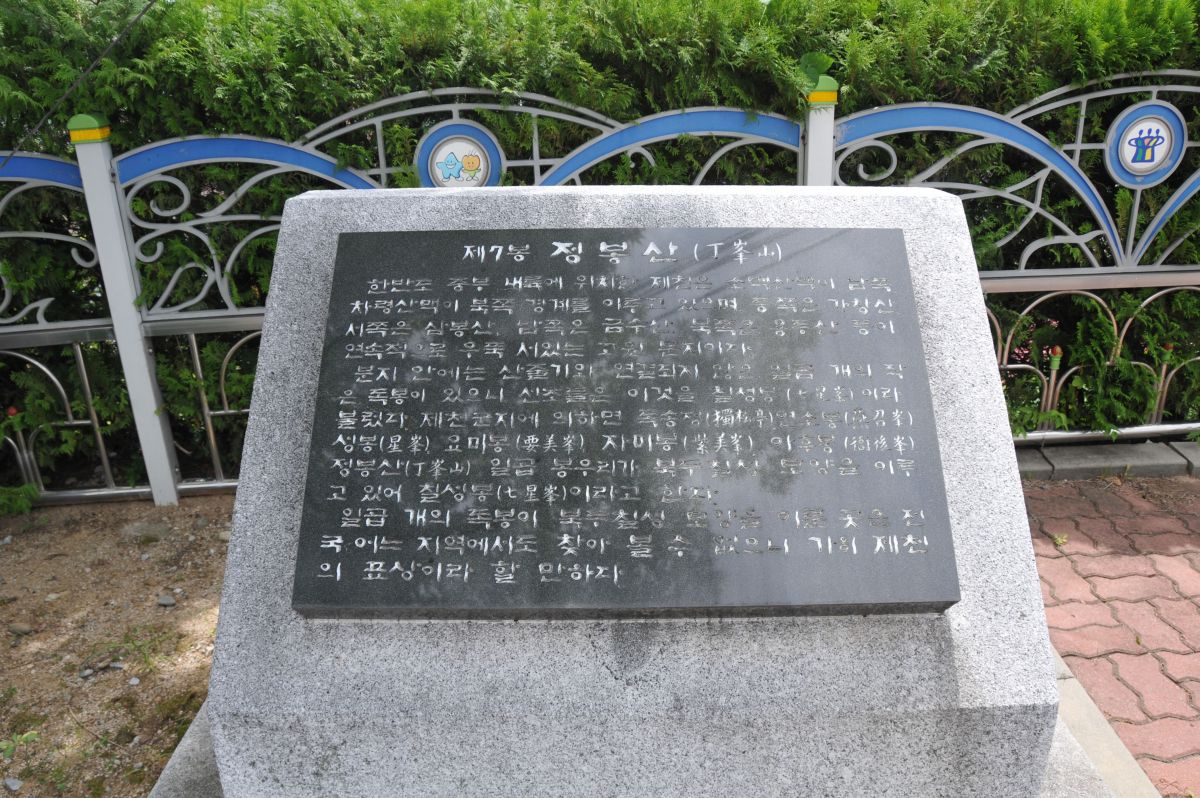 제7봉 정봉산(丁峯山)
한반도 중부 내륙에 위치한 제천은 소백산맥이 남쪽
차령산맥이 북쪽 경계를 이루고 있으며 동쪽은 가창산
서쪽은 삼봉산, 남쪽은 금수산, 북쪽은 용두산 등이
연속적으로 우뚝 서있는 고원 분지이다.
분지 안에는 산줄기와 연결되지 않은 일곱 개의 작
은 독봉이 있으니 선조들은 이것을 칠성봉(七星峯)이라
불렀다. 제천군지에 의하면 독송정(獨松亭)연소봉(燕召峯)
성봉(星峯), 요미봉(要美峯), 자미봉(紫美峯), 아후봉(衙後峯)
정봉산(丁峯山) 일곱 봉우리가 북두칠성 모양을 이루
고 있어 칠성봉(七星峯)이라고 한다.
일곱 개의 독봉이 북두칠성 모양을 이룬 곳은 전
국 어느 지역에서도 찾아 볼 수 없으니 가히 제천
의 표상이라 할 만하다.